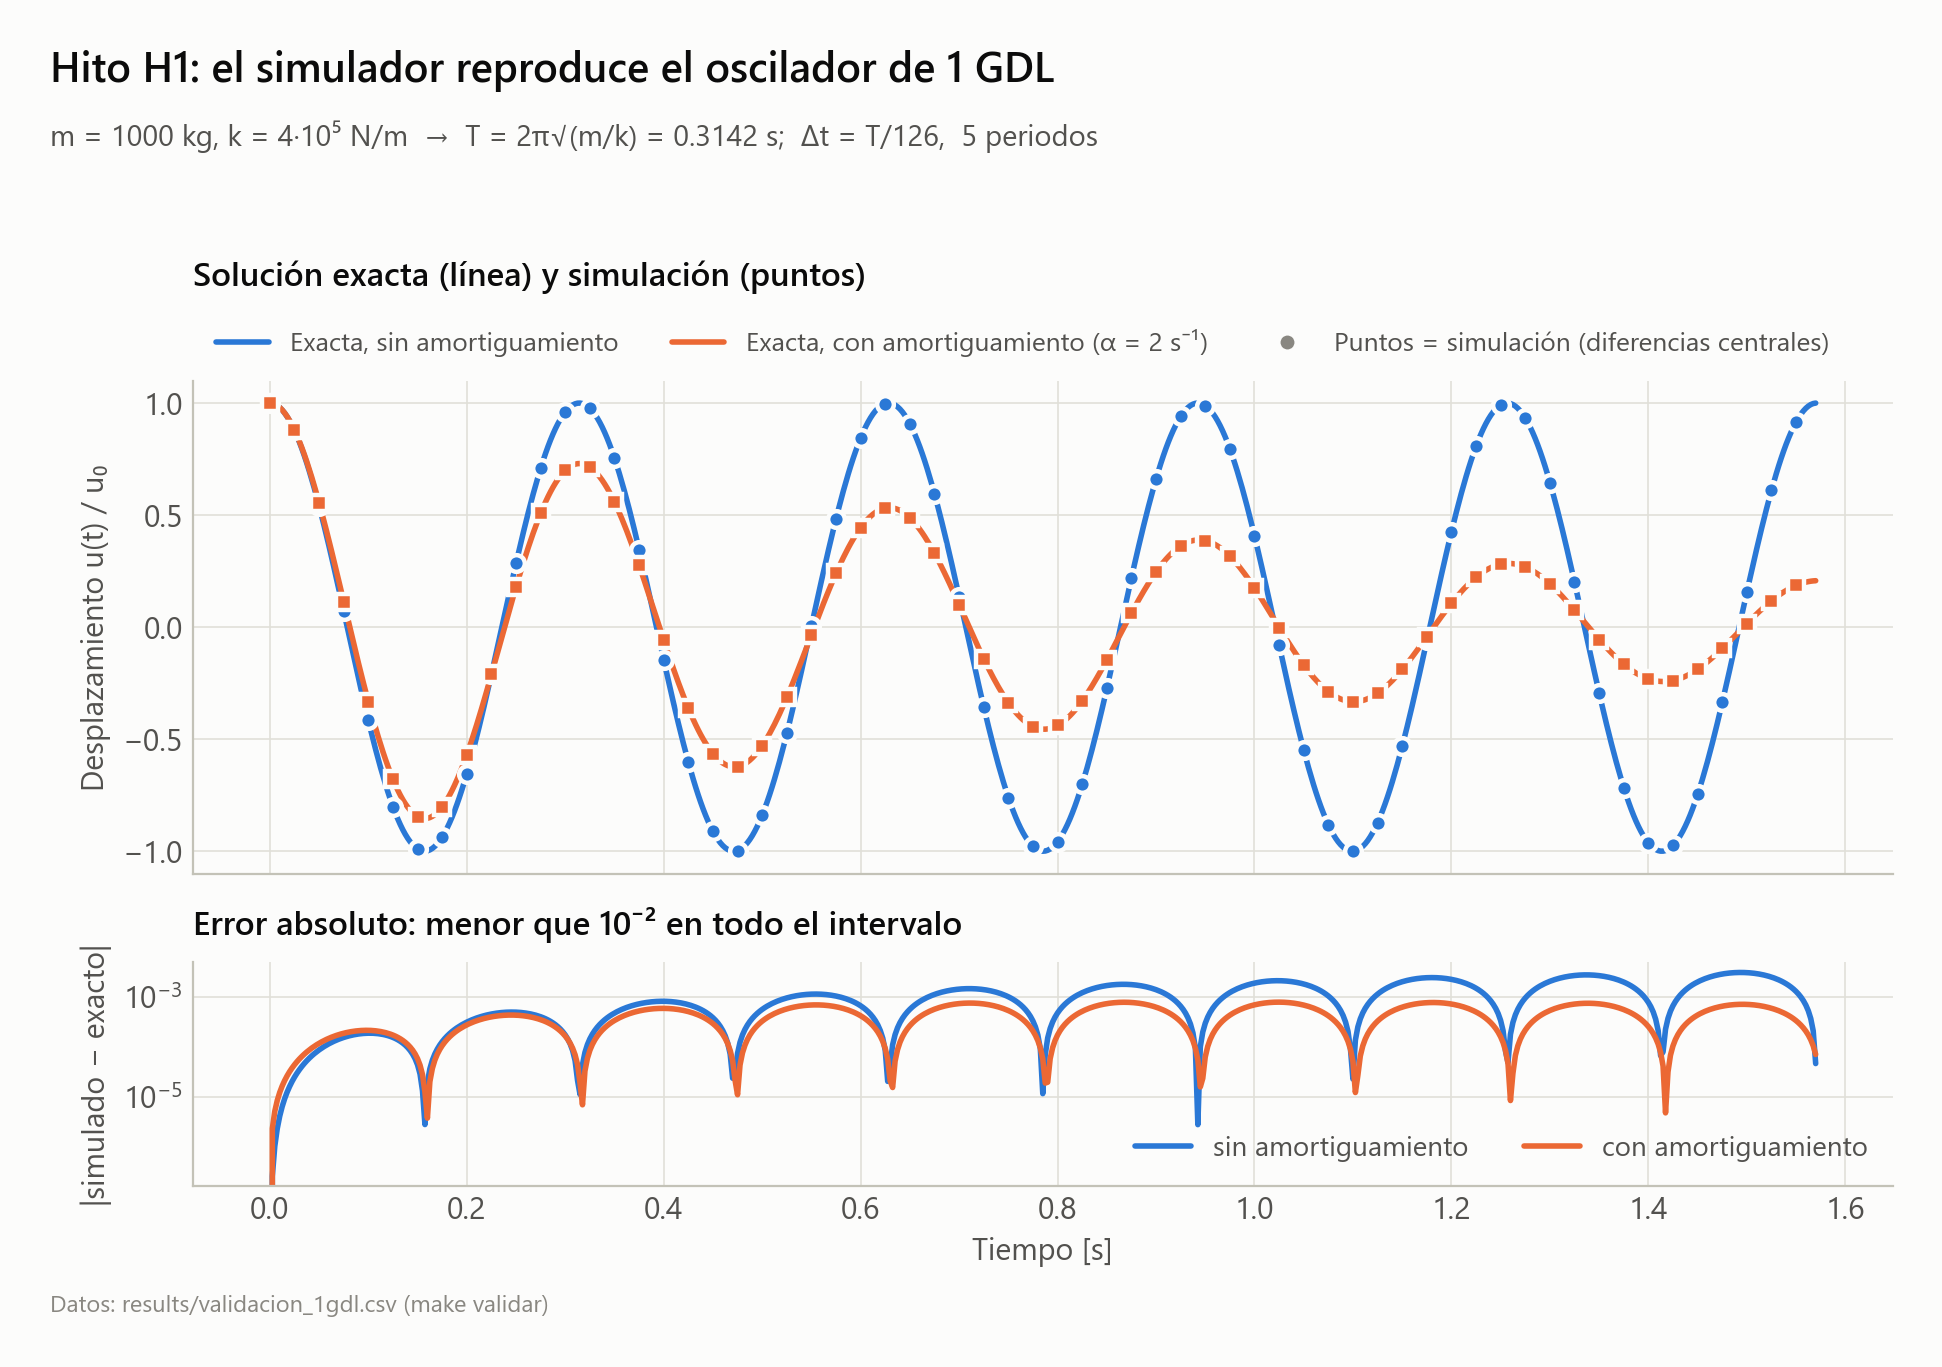 Hito H1: el simulador reproduce el oscilador de 1 GDL
m = 1000 kg, k = 4·10⁵ N/m → T = 2π√(m/k) = 0.3142 s; Δt = T/126, 5 periodos
Solución exacta (línea) y simulación (puntos)
Exacta, sin amortiguamiento
Exacta, con amortiguamiento (α = 2 s⁻¹)
Puntos = simulación (diferencias centrales)
Desplazamiento u(t) / u₀
1.0
0.5
0.0
−0.5
−1.0
Error absoluto: menor que 10⁻² en todo el intervalo
|simulado − exacto|
10⁻³
10⁻⁵
sin amortiguamiento
con amortiguamiento
0.0 0.2 0.4 0.6 0.8 1.0 1.2 1.4 1.6
Tiempo [s]
Datos: results/validacion_1gdl.csv (make validar)